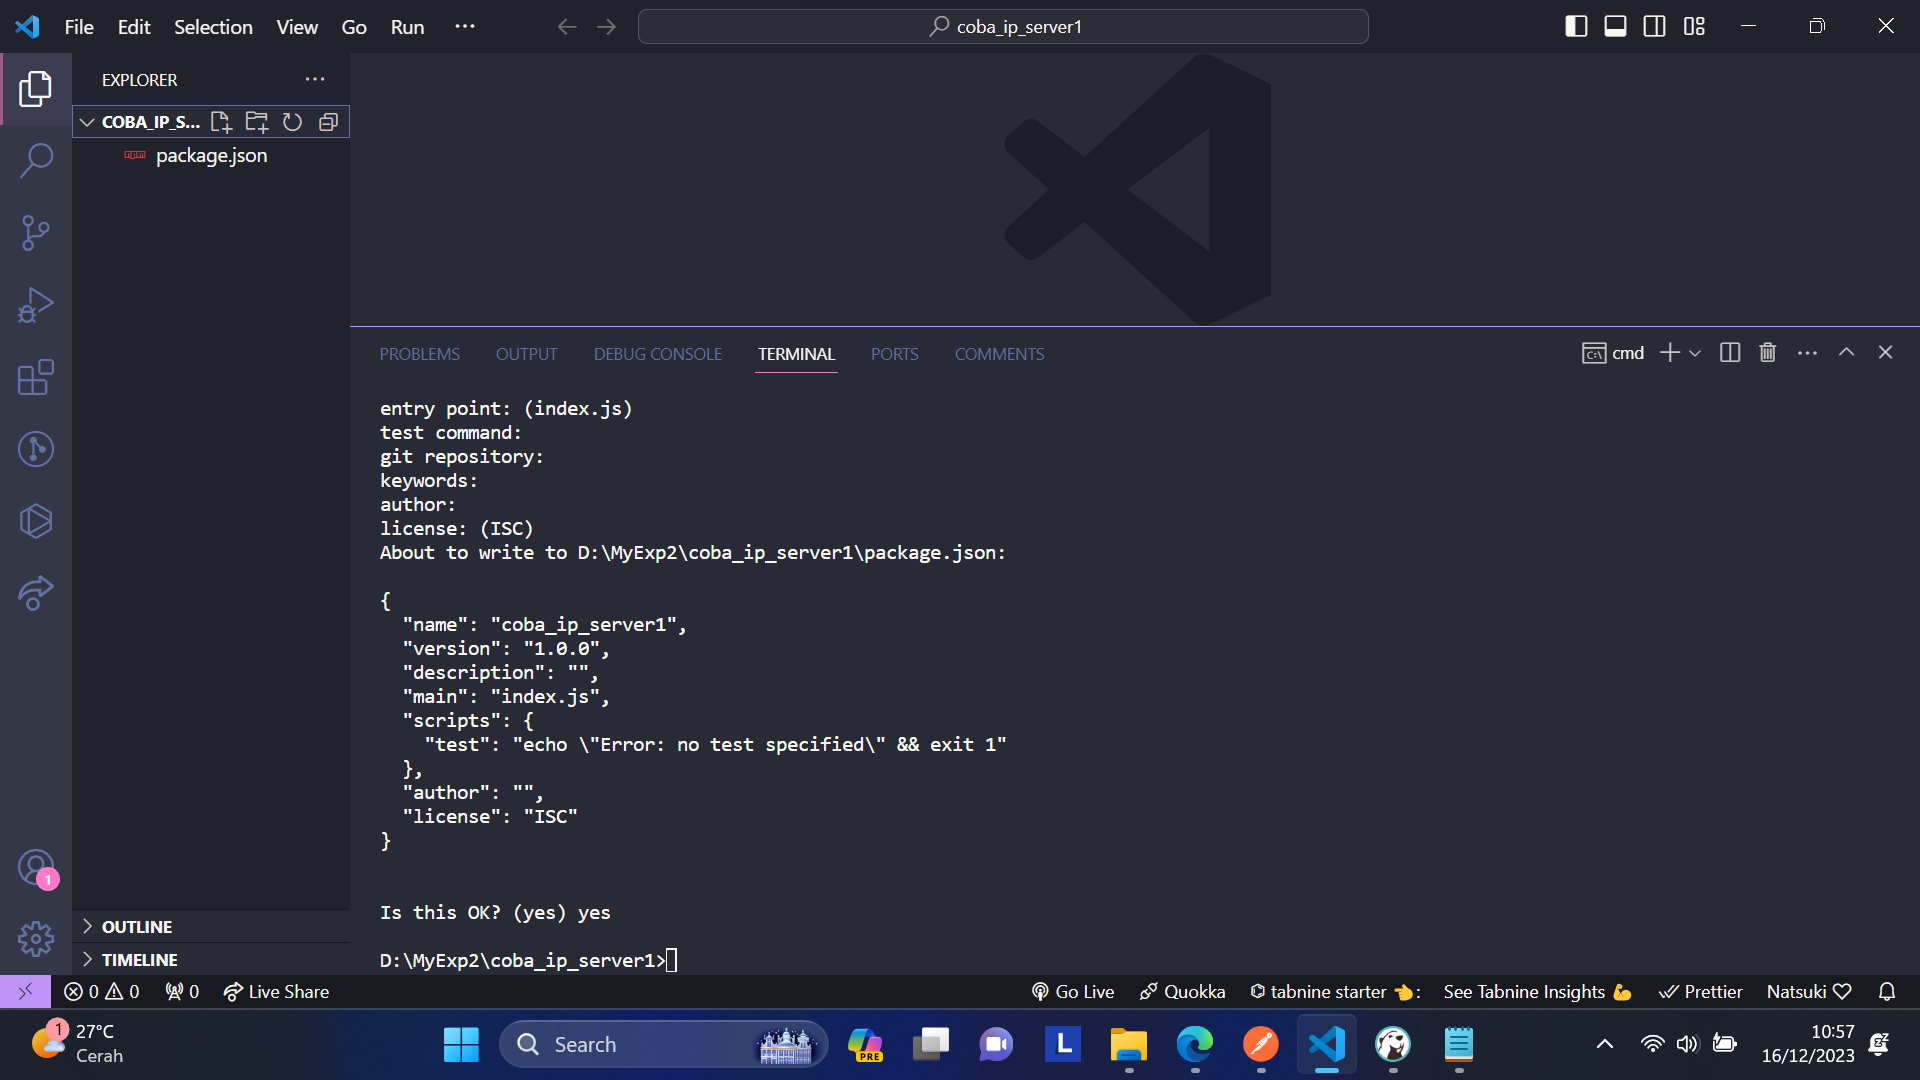 File Edit Selection View Go Run ···
coba_ip_server1
EXPLORER
COBA_IP_S...
package.json
OUTLINE
TIMELINE
PROBLEMS OUTPUT DEBUG CONSOLE TERMINAL PORTS COMMENTS
cmd
entry point: (index.js)
test command:
git repository:
keywords:
author:
license: (ISC)
About to write to D:\MyExp2\coba_ip_server1\package.json:
{
"name": "coba_ip_server1",
"version": "1.0.0",
"description": "",
"main": "index.js",
"scripts": {
"test": "echo \"Error: no test specified\" && exit 1"
},
"author": "",
"license": "ISC"
}
Is this OK? (yes) yes
D:\MyExp2\coba_ip_server1>
1
0 0 0 Live Share
Go Live Quokka tabnine starter 👈: See Tabnine Insights 💪 Prettier Natsuki ♡
1
27°C
Cerah
Search
PRE
L
10:57
16/12/2023